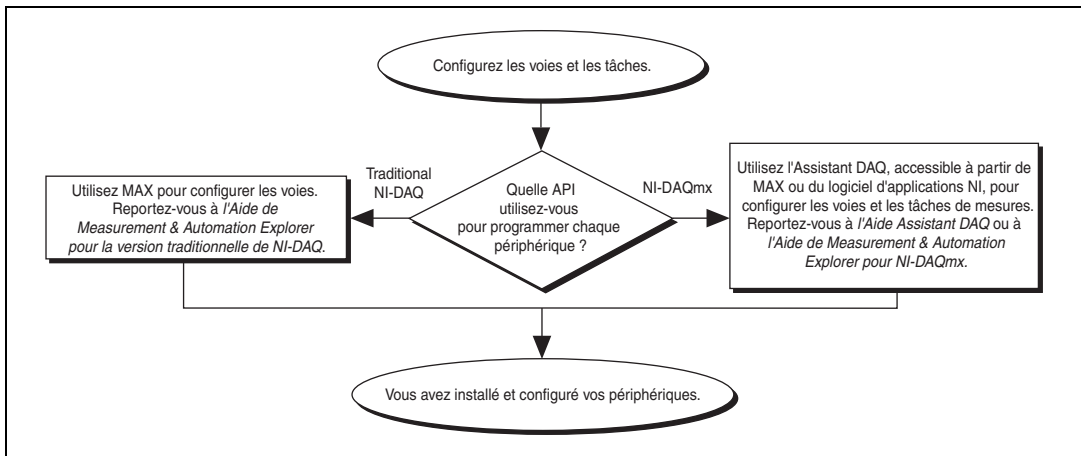 Configurez les voies et les tâches.
Traditional
NI-DAQ
Quelle API
utilisez-vous
pour programmer chaque
périphérique ?
NI-DAQmx
Utilisez MAX pour configurer les voies.
Reportez-vous à l'Aide de
Measurement & Automation Explorer
pour la version traditionnelle de NI-DAQ.
Utilisez l'Assistant DAQ, accessible à partir de
MAX ou du logiciel d'applications NI, pour
configurer les voies et les tâches de mesures.
Reportez-vous à l'Aide Assistant DAQ ou à
l'Aide de Measurement & Automation
Explorer pour NI-DAQmx.
Vous avez installé et configuré vos périphériques.